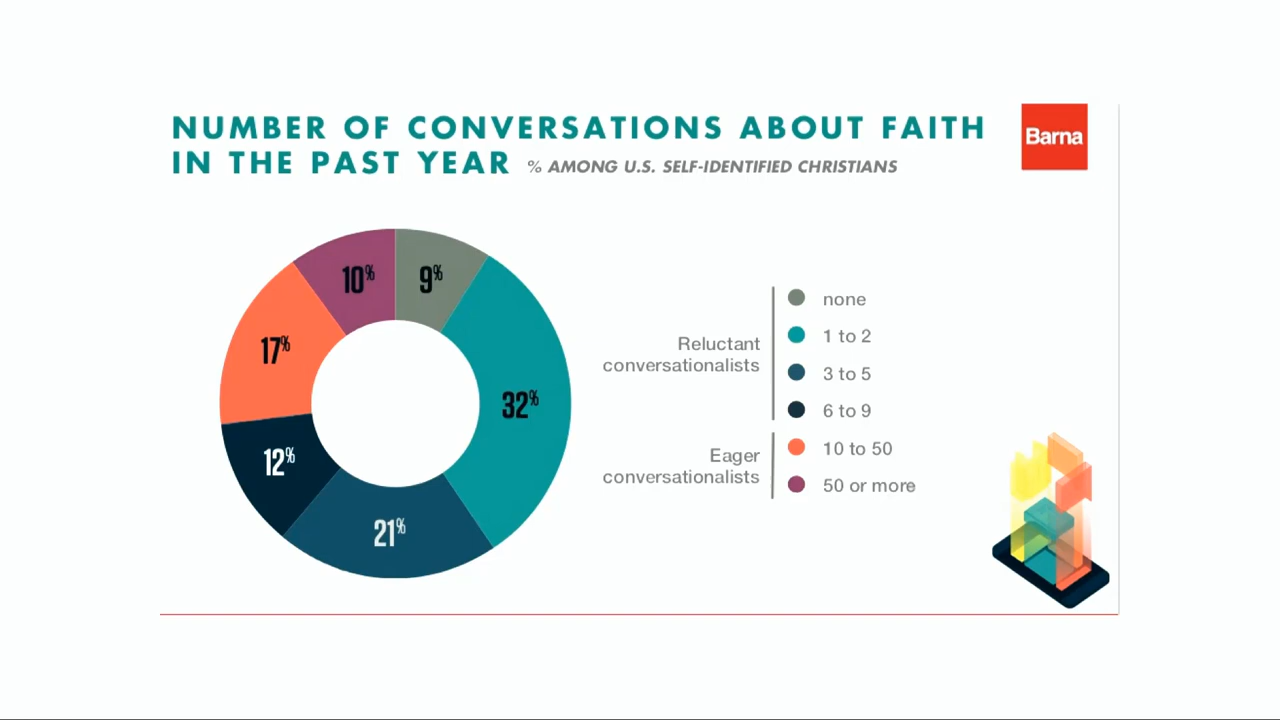 NUMBER OF CONVERSATIONS ABOUT FAITH
IN THE PAST YEAR % AMONG U.S. SELF-IDENTIFIED CHRISTIANS
Barna
10%
9%
17%
32%
12%
21%
Reluctant
conversationalists
none
1 to 2
3 to 5
6 to 9
Eager
conversationalists
10 to 50
50 or more